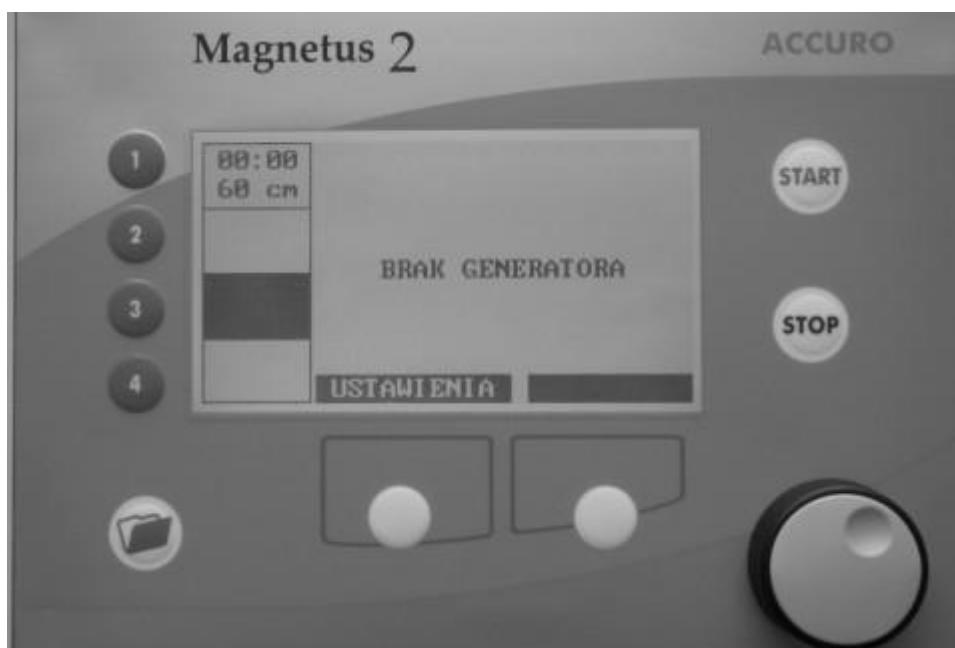 Magnetus 2
ACCURO
1
00:00
60 cm
START
2
BRAK GENERATORA
3
STOP
4
USTAWIENIA